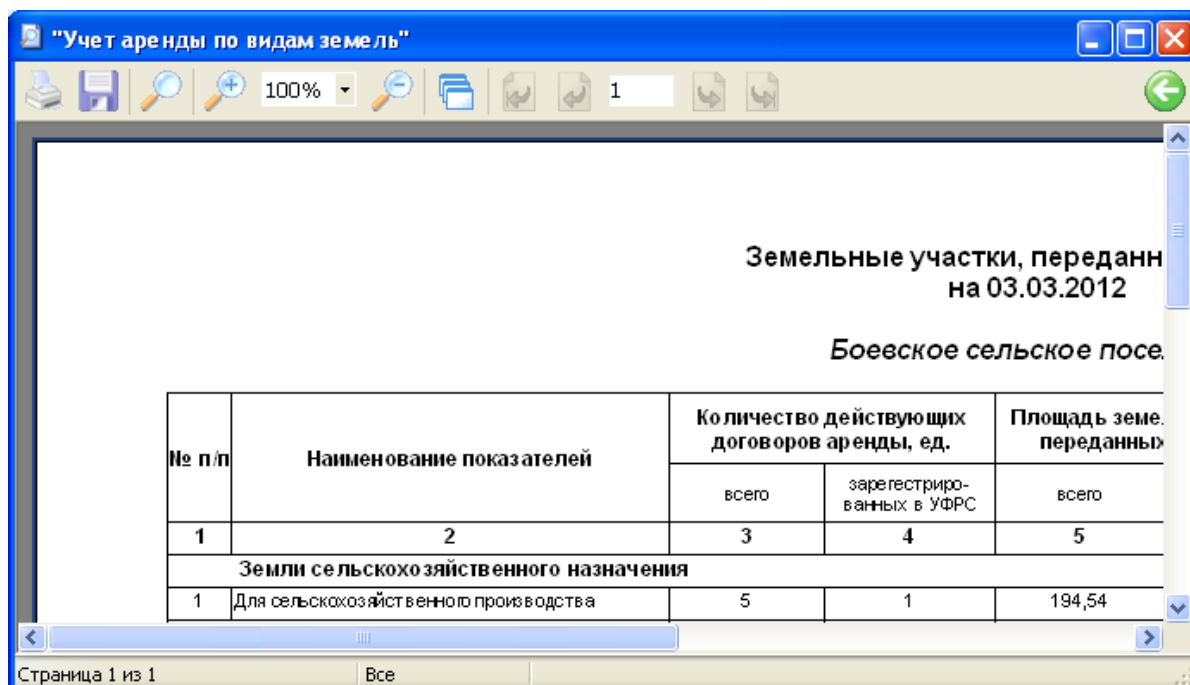 "Учет аренды по видам земель"
100%
1
Земельные участки, переданн
на 03.03.2012
Боевское сельское посе
№ п/п
Наименование показателей
Количество действующих
договоров аренды, ед.
Площадь земе
переданных
всего
зарегестриро-
ванных в УФРС
всего
1 2 3 4 5
Земли сельскохозяйственного назначения
1 Для сельскохозяйственного производства 5 1 194,54
Страница 1 из 1 Все